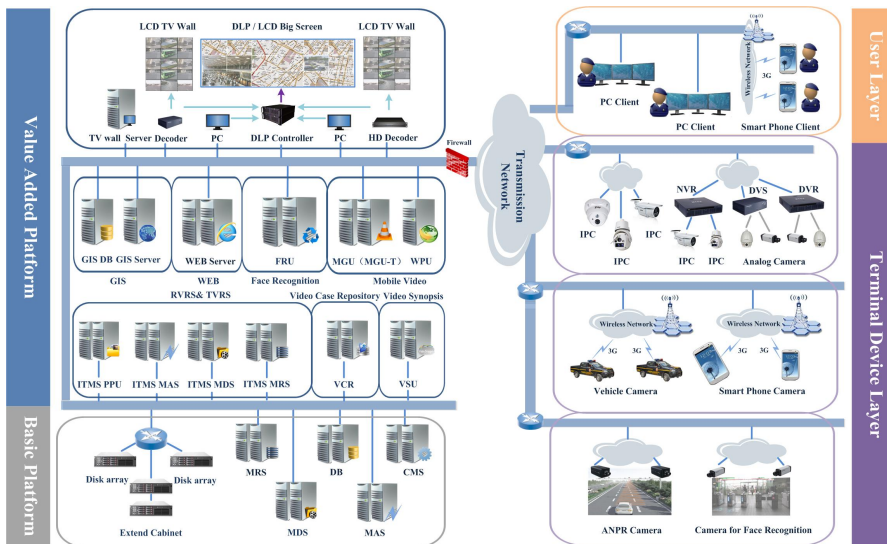 Value Added Platform
Basic Platform
LCD TV Wall
DLP / LCD Big Screen
LCD TV Wall
TV wall Server
Decoder
PC
DLP Controller
PC
HD Decoder
Firewall
GIS DB
GIS Server
WEB Server
FRU
MGU（MGU-T）
WPU
GIS
WEB
Face Recognition
Mobile Video
RVRS& TVRS
Video Case Repository
Video Synopsis
ITMS PPU
ITMS MAS
ITMS MDS
ITMS MRS
VCR
VSU
Disk array
Disk array
Extend Cabinet
MRS
MDS
DB
MAS
CMS
Transmission
Network
User Layer
Terminal Device Layer
PC Client
PC Client
Wireless Network
3G
Smart Phone Client
IPC
IPC
IPC
NVR
DVS
DVR
IPC
IPC
Analog Camera
Wireless Network
3G
3G
Vehicle Camera
Wireless Network
3G
3G
Smart Phone Camera
ANPR Camera
Camera for Face Recognition